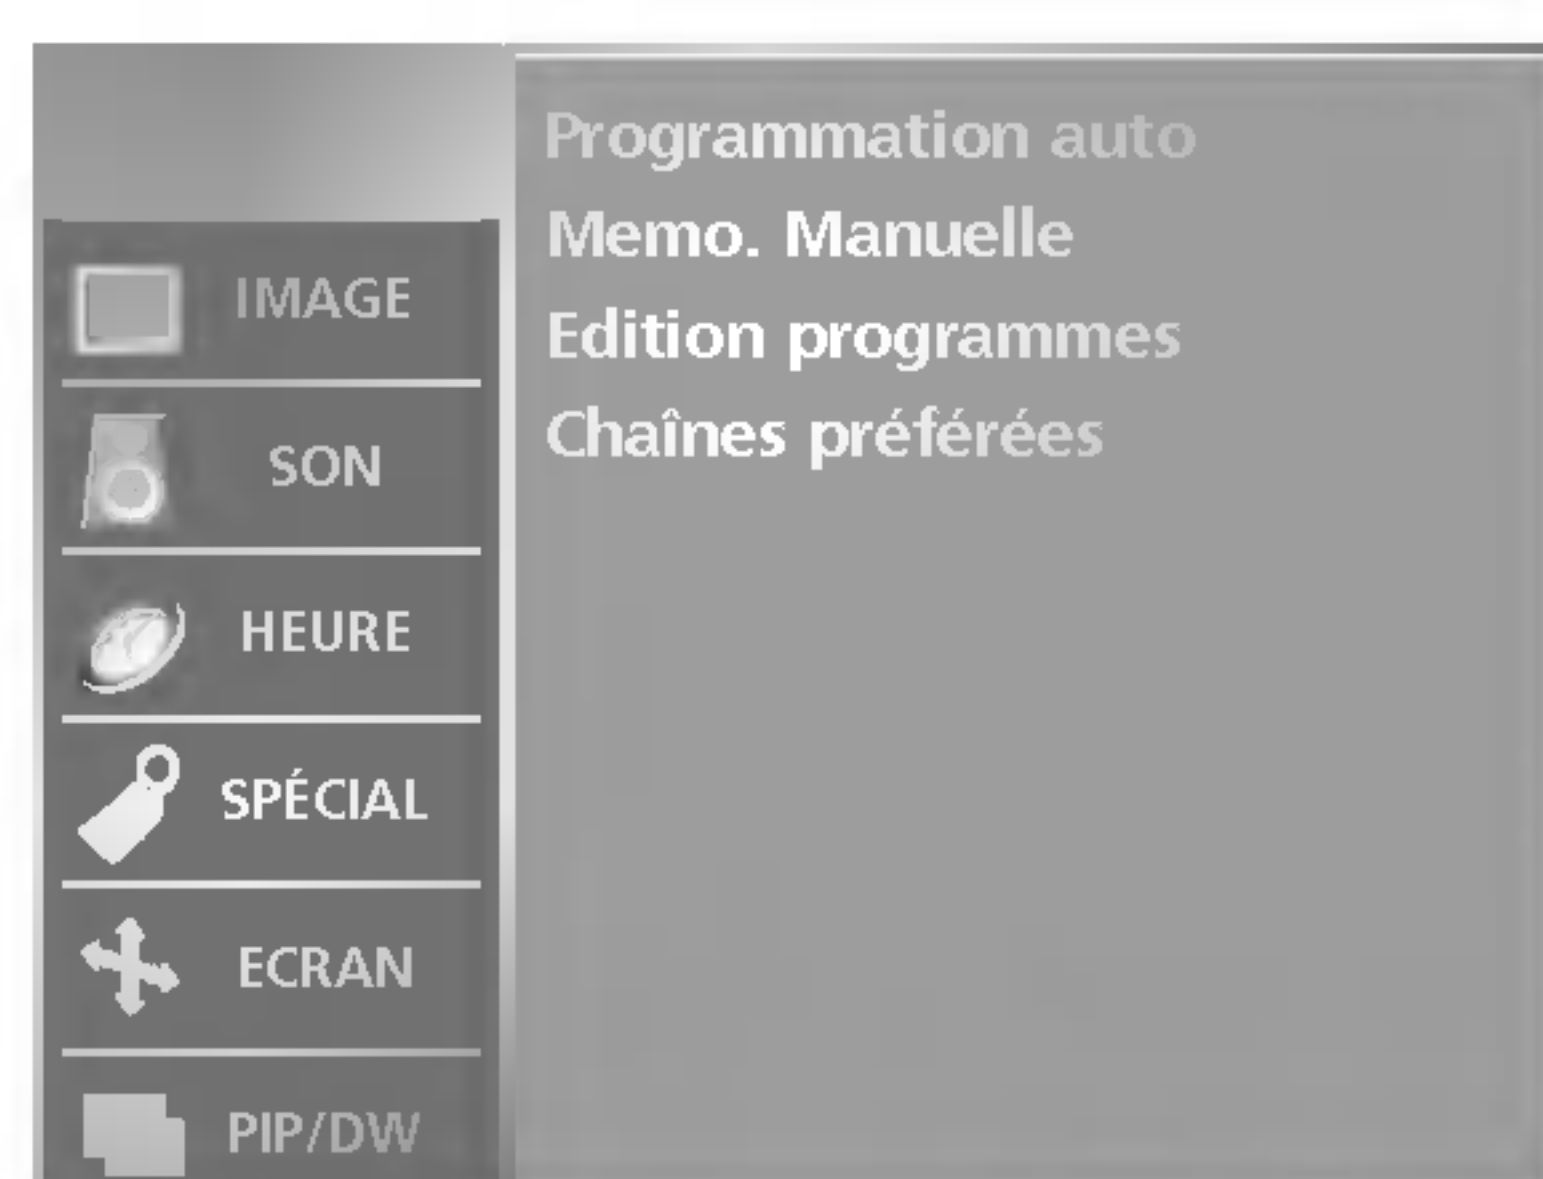 Programmation auto
Memo. Manuelle
Edition programmes
Chaînes préférées
IMAGE
SON
HEURE
SPÉCIAL
ECRAN
PIP/DW